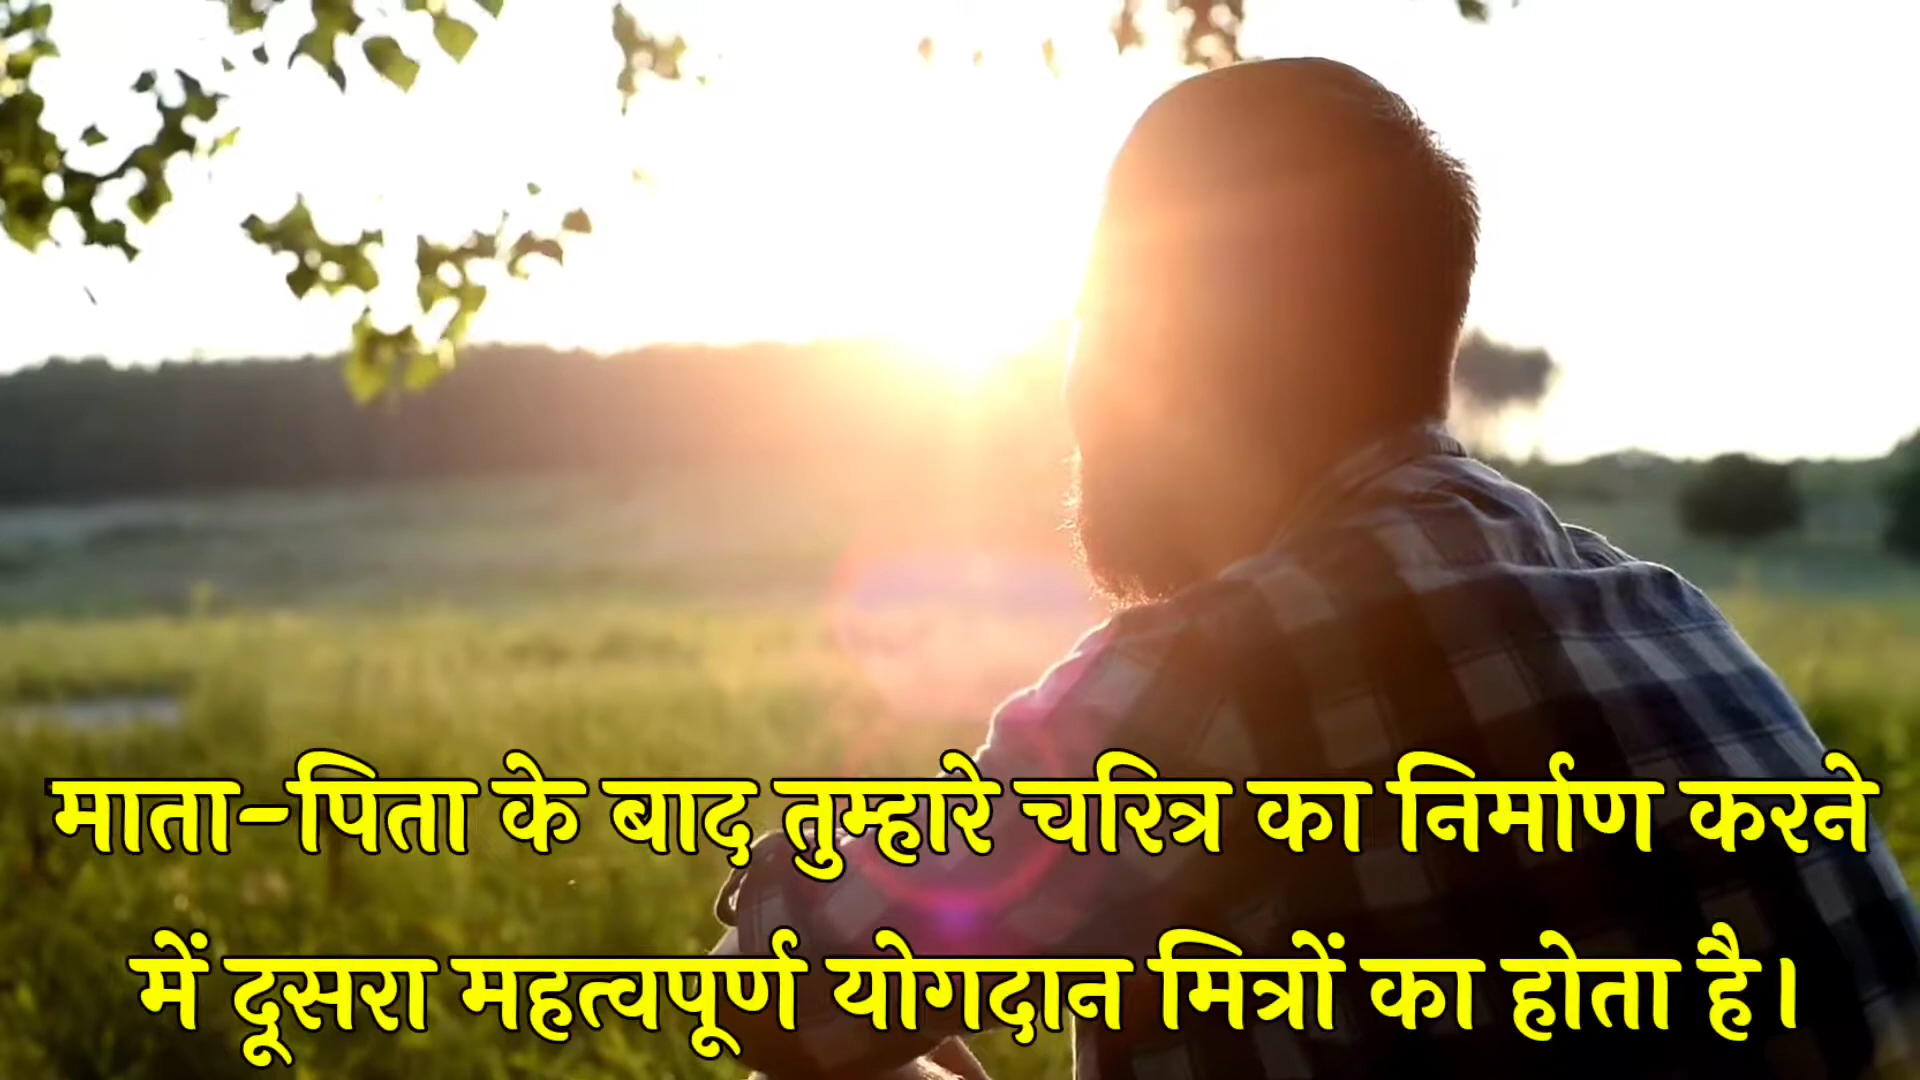 माता-पिता के बाद तुम्हारे चरित्र का निर्माण करने
में दूसरा महत्वपूर्ण योगदान मित्रों का होता है।